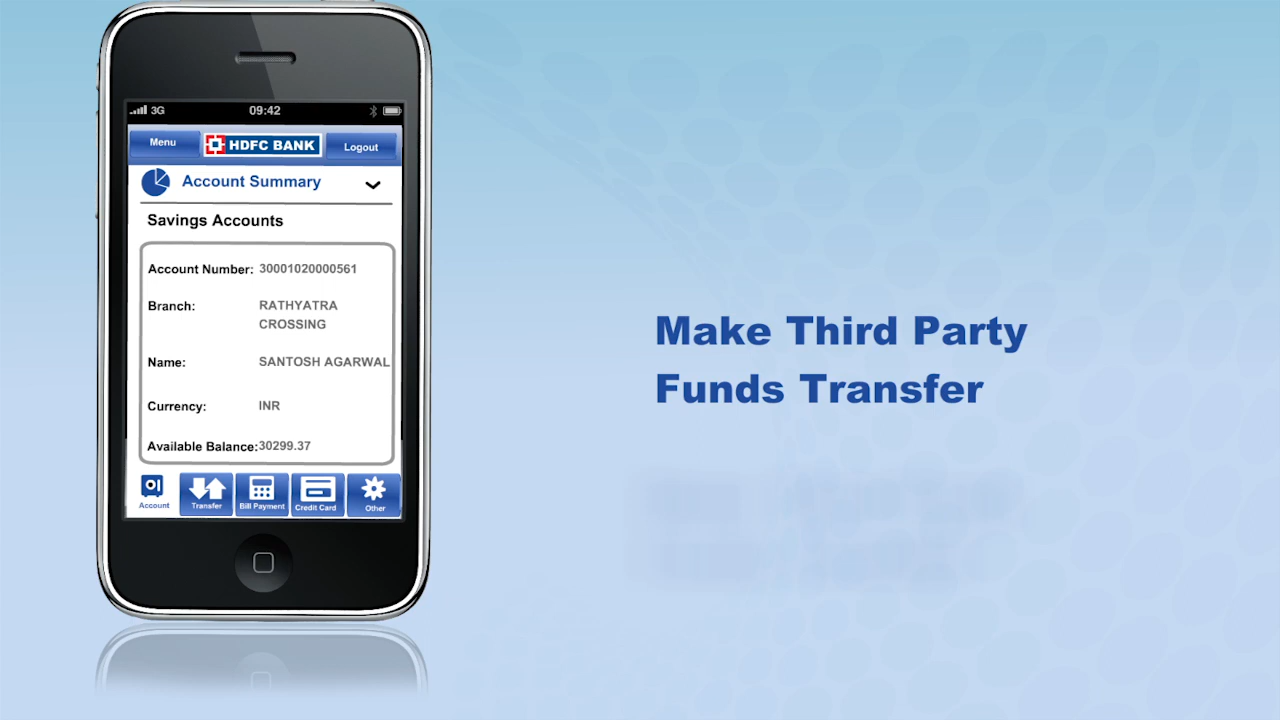 3G 09:42
Menu HDFC BANK Logout
Account Summary
Savings Accounts
Account Number: 30001020000561
Branch: RATHYATRA
CROSSING
Name: SANTOSH AGARWAL
Currency: INR
Available Balance:30299.37
Account Transfer Bill Payment Credit Card Other
Make Third Party
Funds Transfer